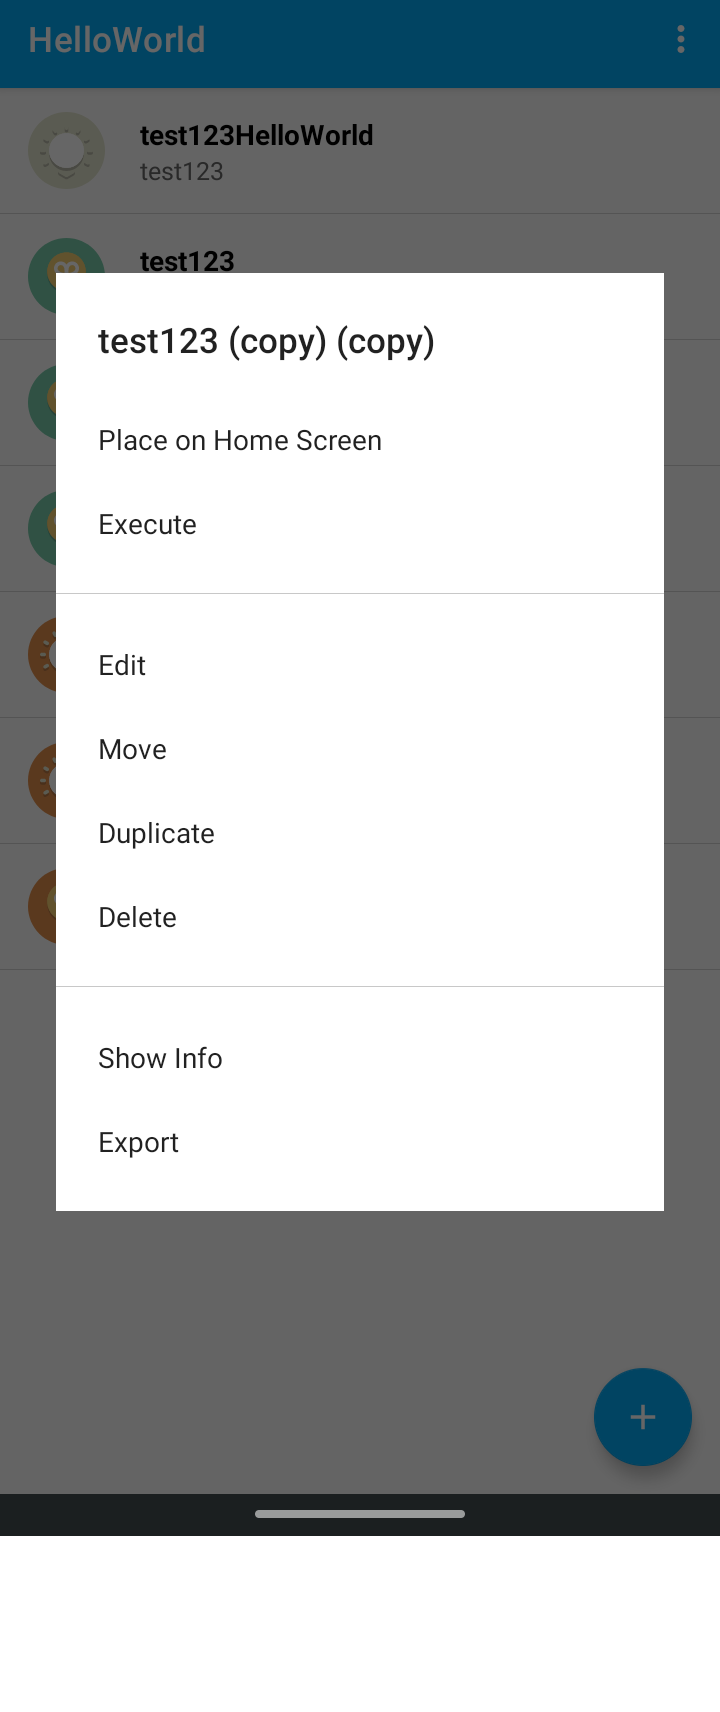 HelloWorld
test123HelloWorld
test123
test123
test123 (copy) (copy)
Place on Home Screen
Execute
Edit
Move
Duplicate
Delete
Show Info
Export